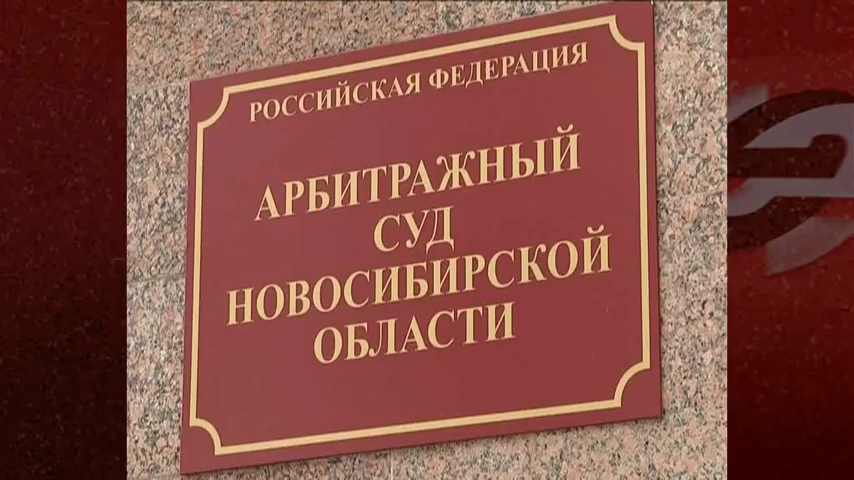 РОССИЙСКАЯ ФЕДЕРАЦИЯ
АРБИТРАЖНЫЙ
СУД
НОВОСИБИРСКОЙ
ОБЛАСТИ